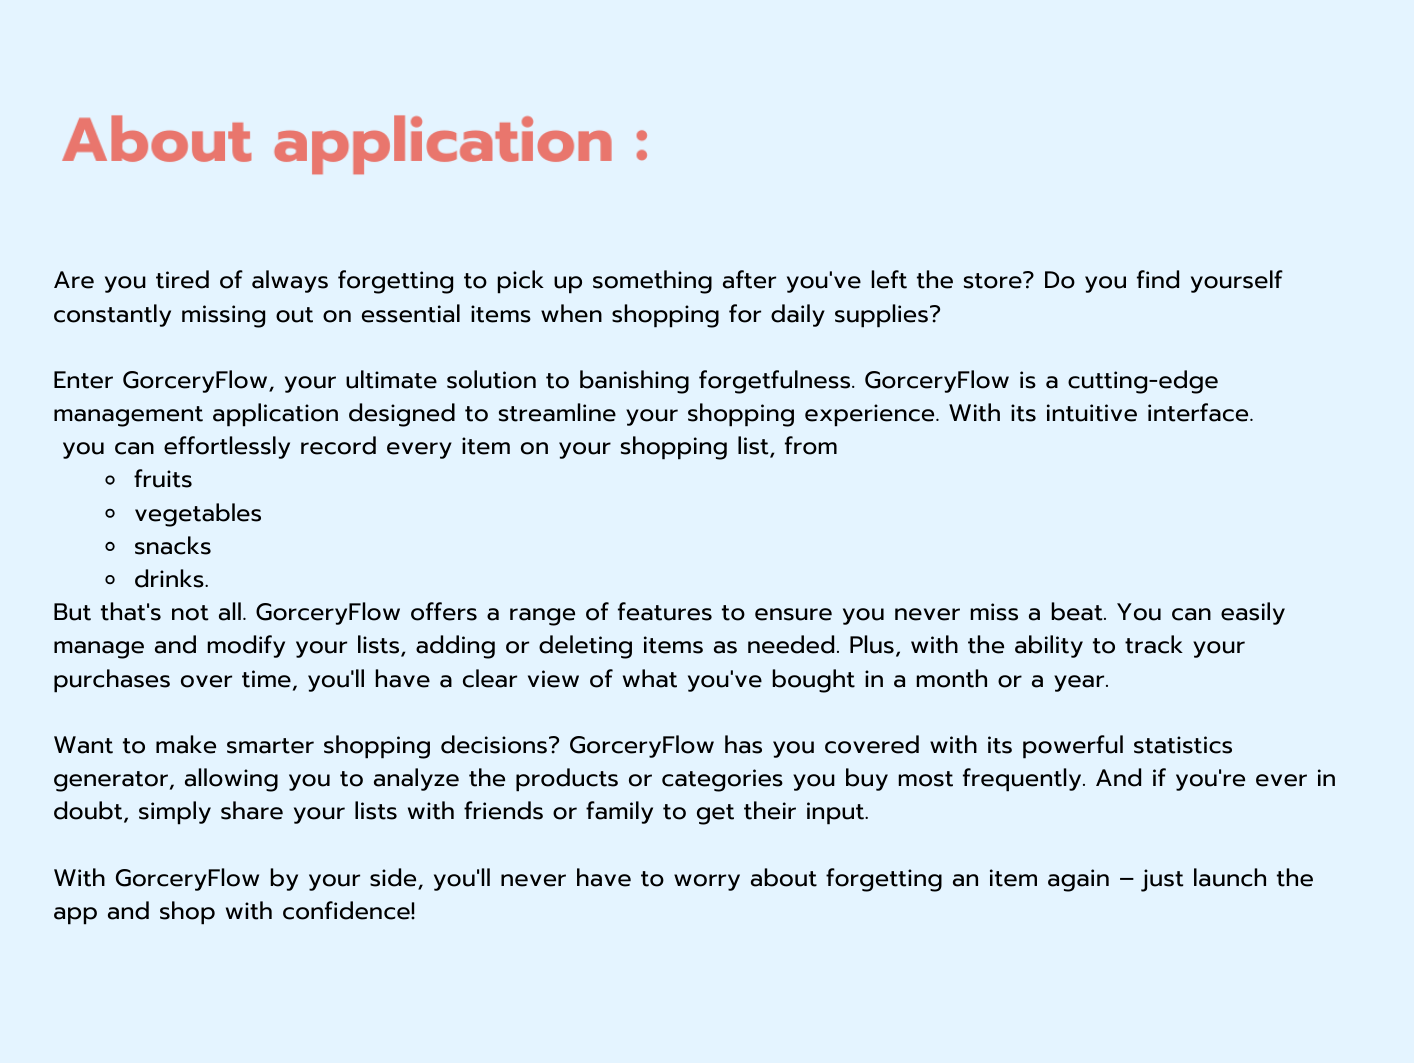 About application :
Are you tired of always forgetting to pick up something after you've left the store? Do you find yourself
constantly missing out on essential items when shopping for daily supplies?
Enter GorceryFlow, your ultimate solution to banishing forgetfulness. GorceryFlow is a cutting-edge
management application designed to streamline your shopping experience. With its intuitive interface.
you can effortlessly record every item on your shopping list, from
fruits
vegetables
snacks
drinks.
But that's not all. GorceryFlow offers a range of features to ensure you never miss a beat. You can easily
manage and modify your lists, adding or deleting items as needed. Plus, with the ability to track your
purchases over time, you'll have a clear view of what you've bought in a month or a year.
Want to make smarter shopping decisions? GorceryFlow has you covered with its powerful statistics
generator, allowing you to analyze the products or categories you buy most frequently. And if you're ever in
doubt, simply share your lists with friends or family to get their input.
With GorceryFlow by your side, you'll never have to worry about forgetting an item again – just launch the
app and shop with confidence!